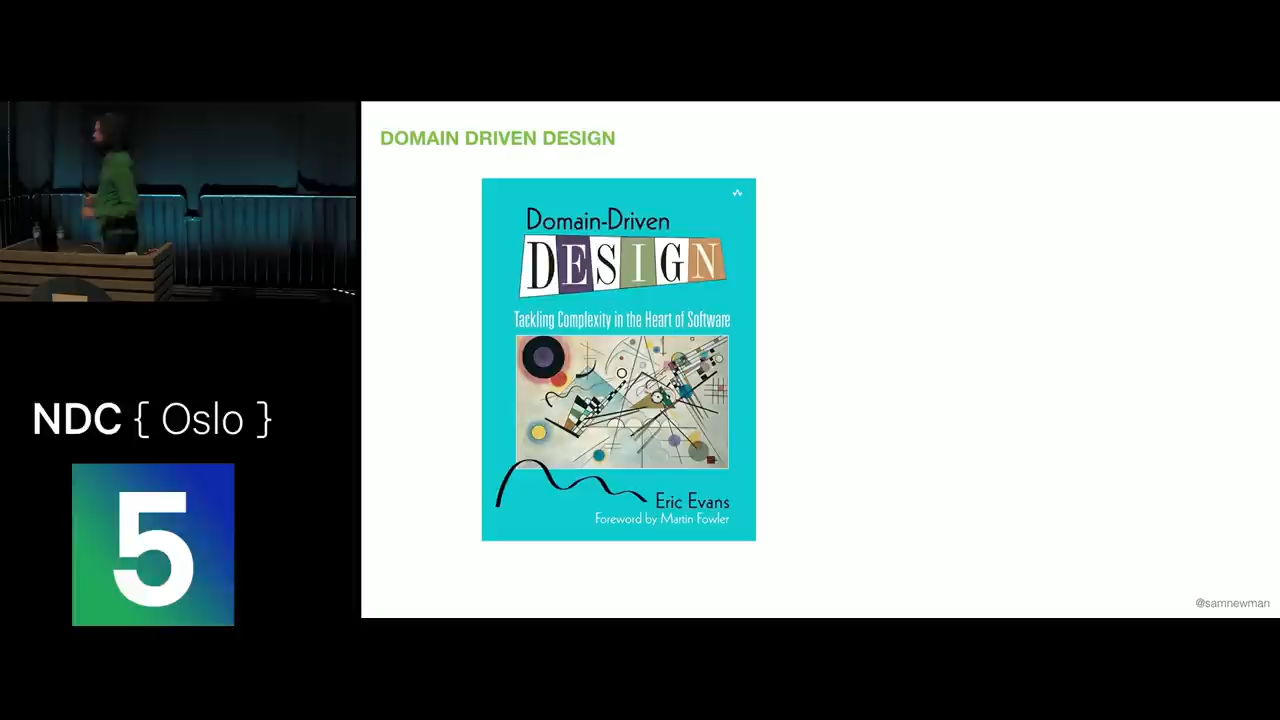 DOMAIN DRIVEN DESIGN
Domain-Driven
DESIGN
Tackling Complexity in the Heart of Software
Eric Evans
Foreword by Martin Fowler
NDC { Oslo }
5
@samnewman